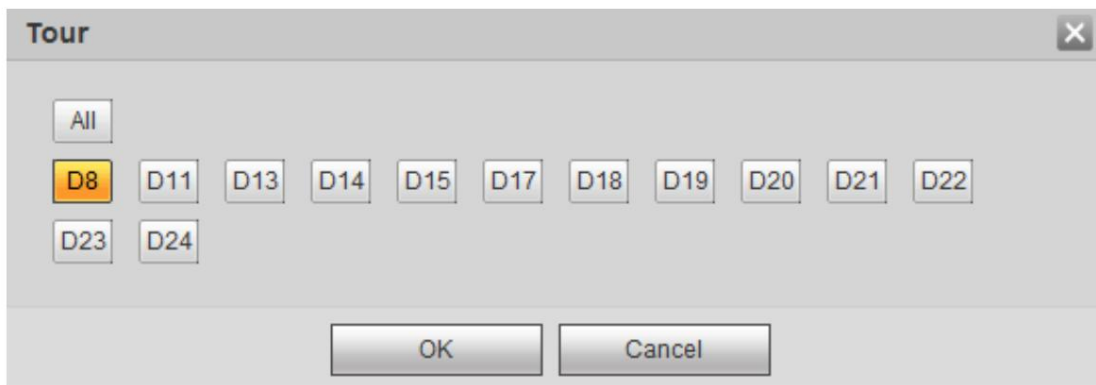 Tour
All
D8 D11 D13 D14 D15 D17 D18 D19 D20 D21 D22
D23 D24
OK Cancel